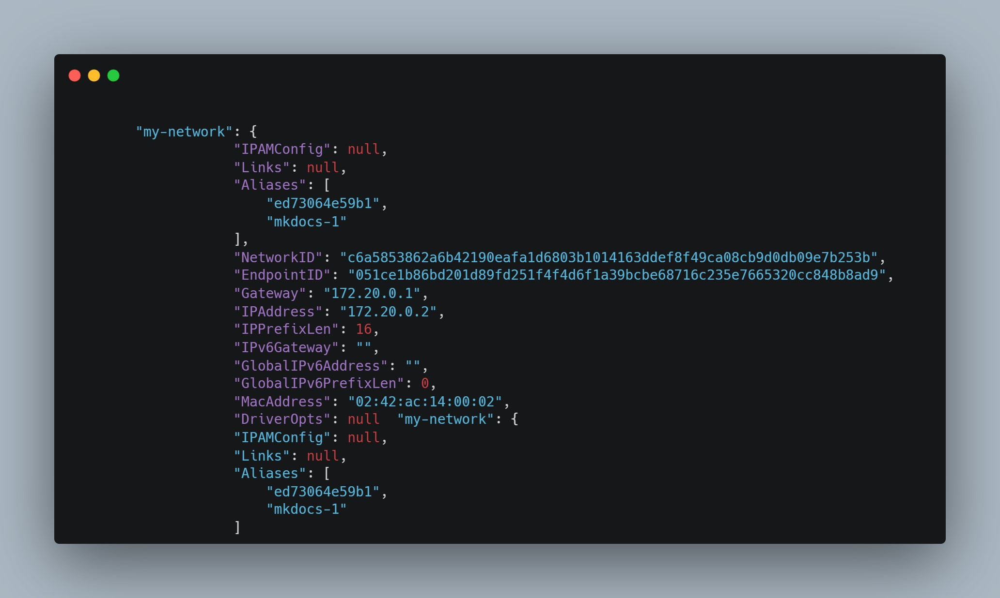 "my-network": {
"IPAMConfig": null,
"Links": null,
"Aliases": [
"ed73064e59b1",
"mkdocs-1"
],
"NetworkID": "c6a5853862a6b42190eafa1d6803b1014163ddef8f49ca08cb9d0db09e7b253b",
"EndpointID": "051ce1b86bd201d89fd251f4f4d6f1a39bcbe68716c235e7665320cc848b8ad9",
"Gateway": "172.20.0.1",
"IPAddress": "172.20.0.2",
"IPPrefixLen": 16,
"IPv6Gateway": "",
"GlobalIPv6Address": "",
"GlobalIPv6PrefixLen": 0,
"MacAddress": "02:42:ac:14:00:02",
"DriverOpts": null  "my-network": {
"IPAMConfig": null,
"Links": null,
"Aliases": [
"ed73064e59b1",
"mkdocs-1"
]